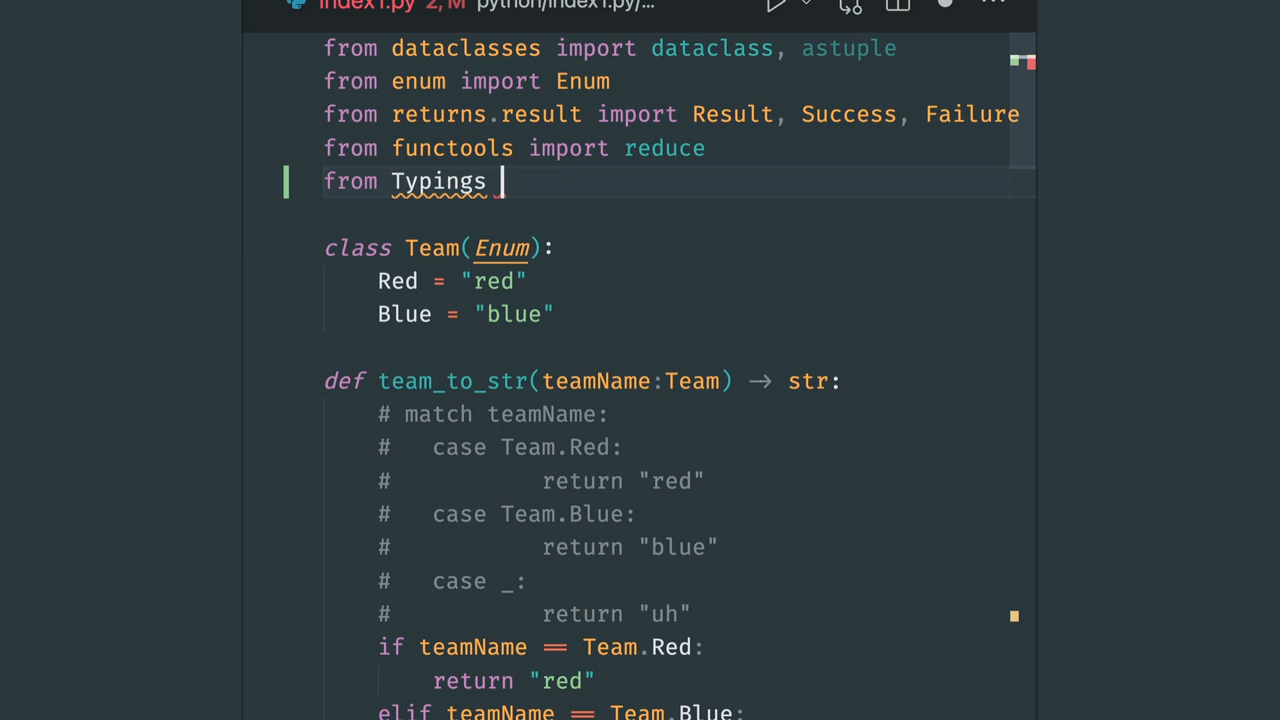 index1.py 2, M python/index1.py/...
from dataclasses import dataclass, astuple
from enum import Enum
from returns.result import Result, Success, Failure
from functools import reduce
from Typings
class Team(Enum):
    Red = "red"
    Blue = "blue"
def team_to_str(teamName:Team) -> str:
    # match teamName:
    #   case Team.Red:
    #           return "red"
    #   case Team.Blue:
    #           return "blue"
    #   case _:
    #           return "uh"
    if teamName == Team.Red:
        return "red"
    elif teamName == Team.Blue: